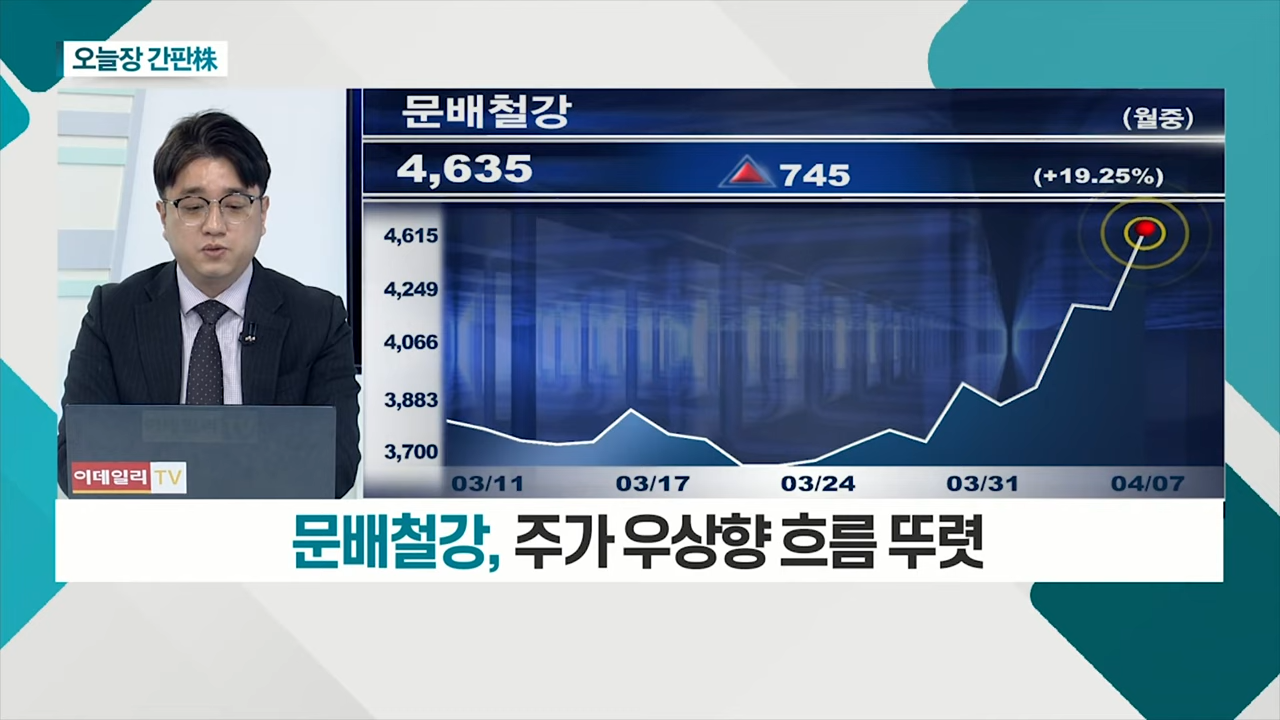 오늘장 간판株
문배철강
(월중)
4,635
745
(+19.25%)
4,615
4,249
4,066
3,883
3,700
03/11
03/17
03/24
03/31
04/07
이데일리 TV
문배철강, 주가 우상향 흐름 뚜렷